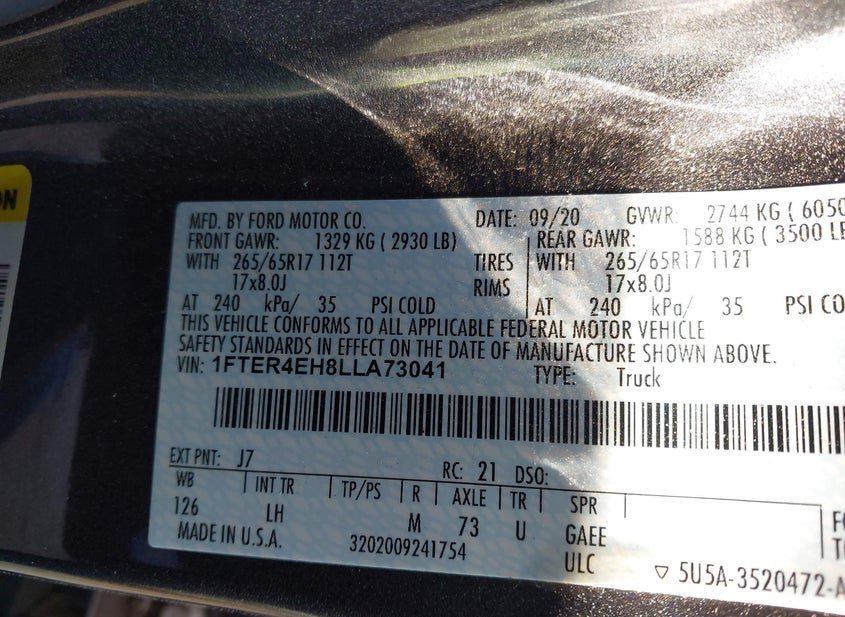 ON
MFD. BY FORD MOTOR CO. DATE: 09/20 GVWR: 2744 KG ( 6050
FRONT GAWR: 1329 KG ( 2930 LB) REAR GAWR: 1588 KG ( 3500 LB
WITH 265/65R17 112T TIRES WITH 265/65R17 112T
17x8.0J RIMS 17x8.0J
AT 240 kPa/ 35 PSI COLD AT 240 kPa/ 35 PSI CO
THIS VEHICLE CONFORMS TO ALL APPLICABLE FEDERAL MOTOR VEHICLE
SAFETY STANDARDS IN EFFECT ON THE DATE OF MANUFACTURE SHOWN ABOVE.
VIN: 1FTER4EH8LLA73041 TYPE: Truck
EXT PNT: J7 RC: 21 DSO:
WB INT TR TP/PS R AXLE TR SPR
126 LH M 73 U GAEE
MADE IN U.S.A. 3202009241754 ULC
5U5A-3520472-A